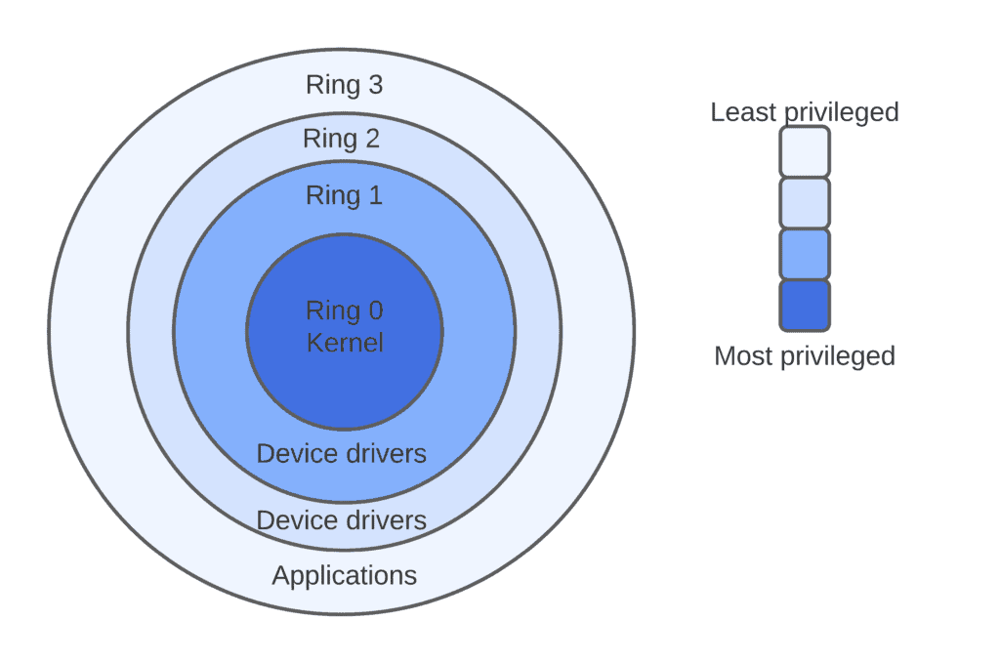 Ring 3
Ring 2
Ring 1
Ring 0
Kernel
Device drivers
Device drivers
Applications
Least privileged
Most privileged